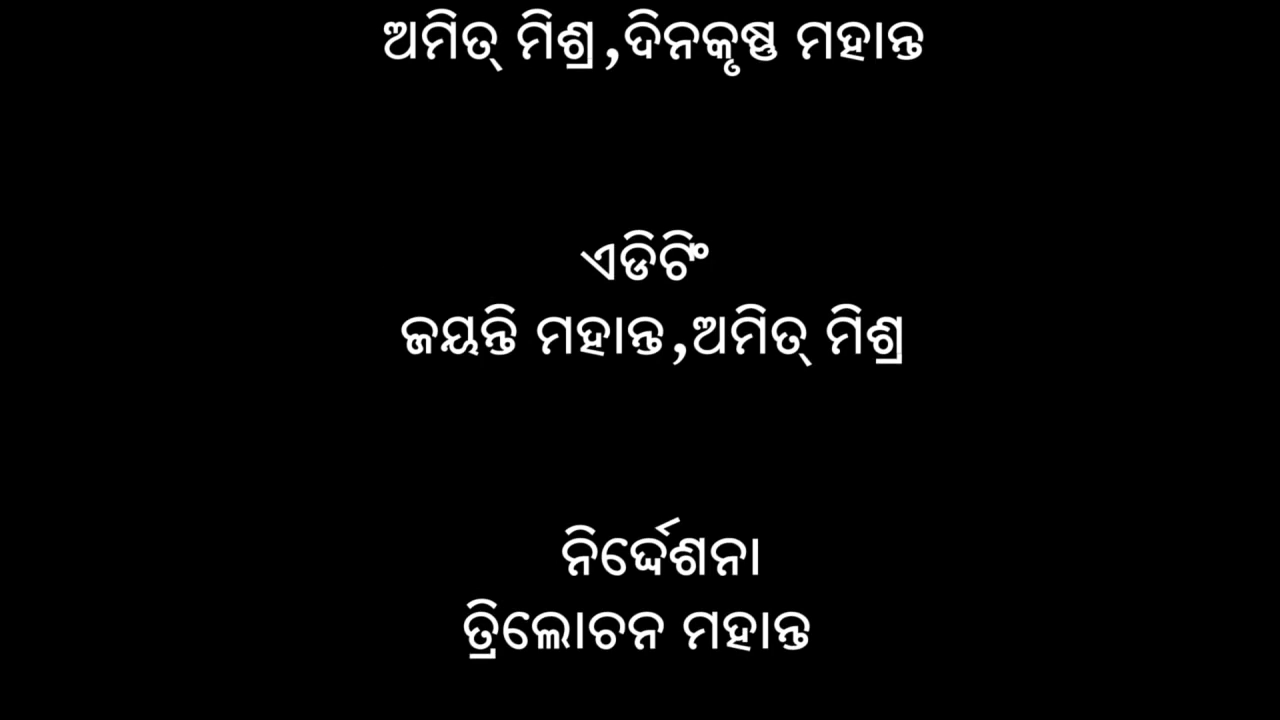 ଅମିତ୍ ମିଶ୍ର,ଦିନକୃଷ୍ଣ ମହାନ୍ତ
ଏଡିଟିଂ
ଜୟନ୍ତି ମହାନ୍ତ,ଅମିତ୍ ମିଶ୍ର
ନିର୍ଦ୍ଦେଶନା
ତ୍ରିଲୋଚନ ମହାନ୍ତ